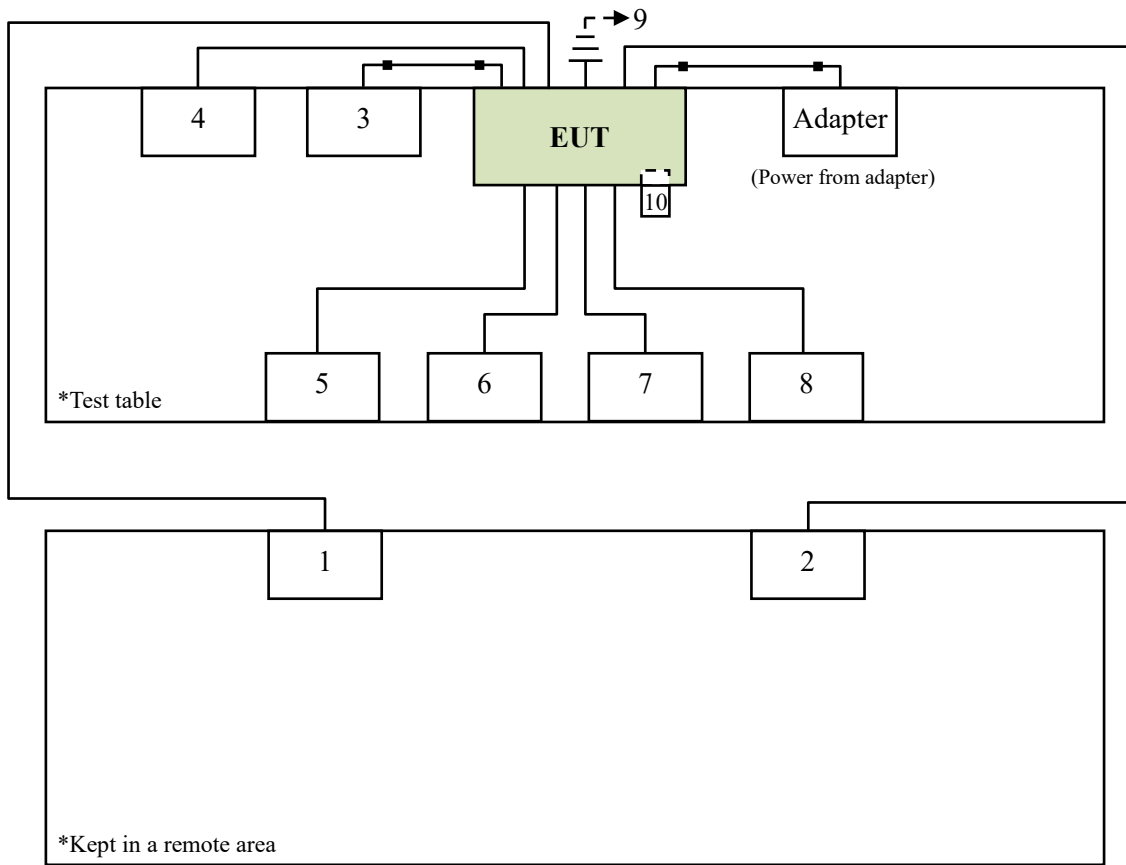 9
4
3
EUT
Adapter
(Power from adapter)
10
5
6
7
8
*Test table
1
2
*Kept in a remote area